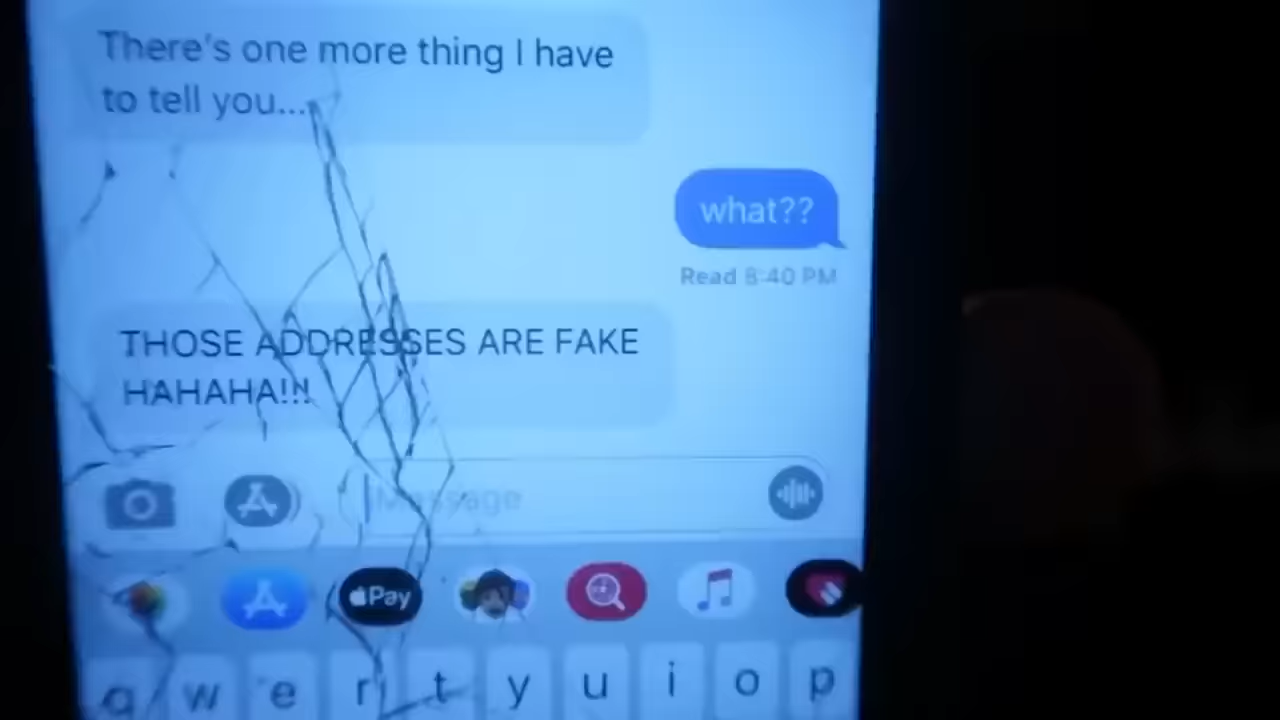 There's one more thing I have
to tell you...
what??
Read 8:40 PM
THOSE ADDRESSES ARE FAKE
HAHAHA!!!
iMessage
Pay
q w e r t y u i o p